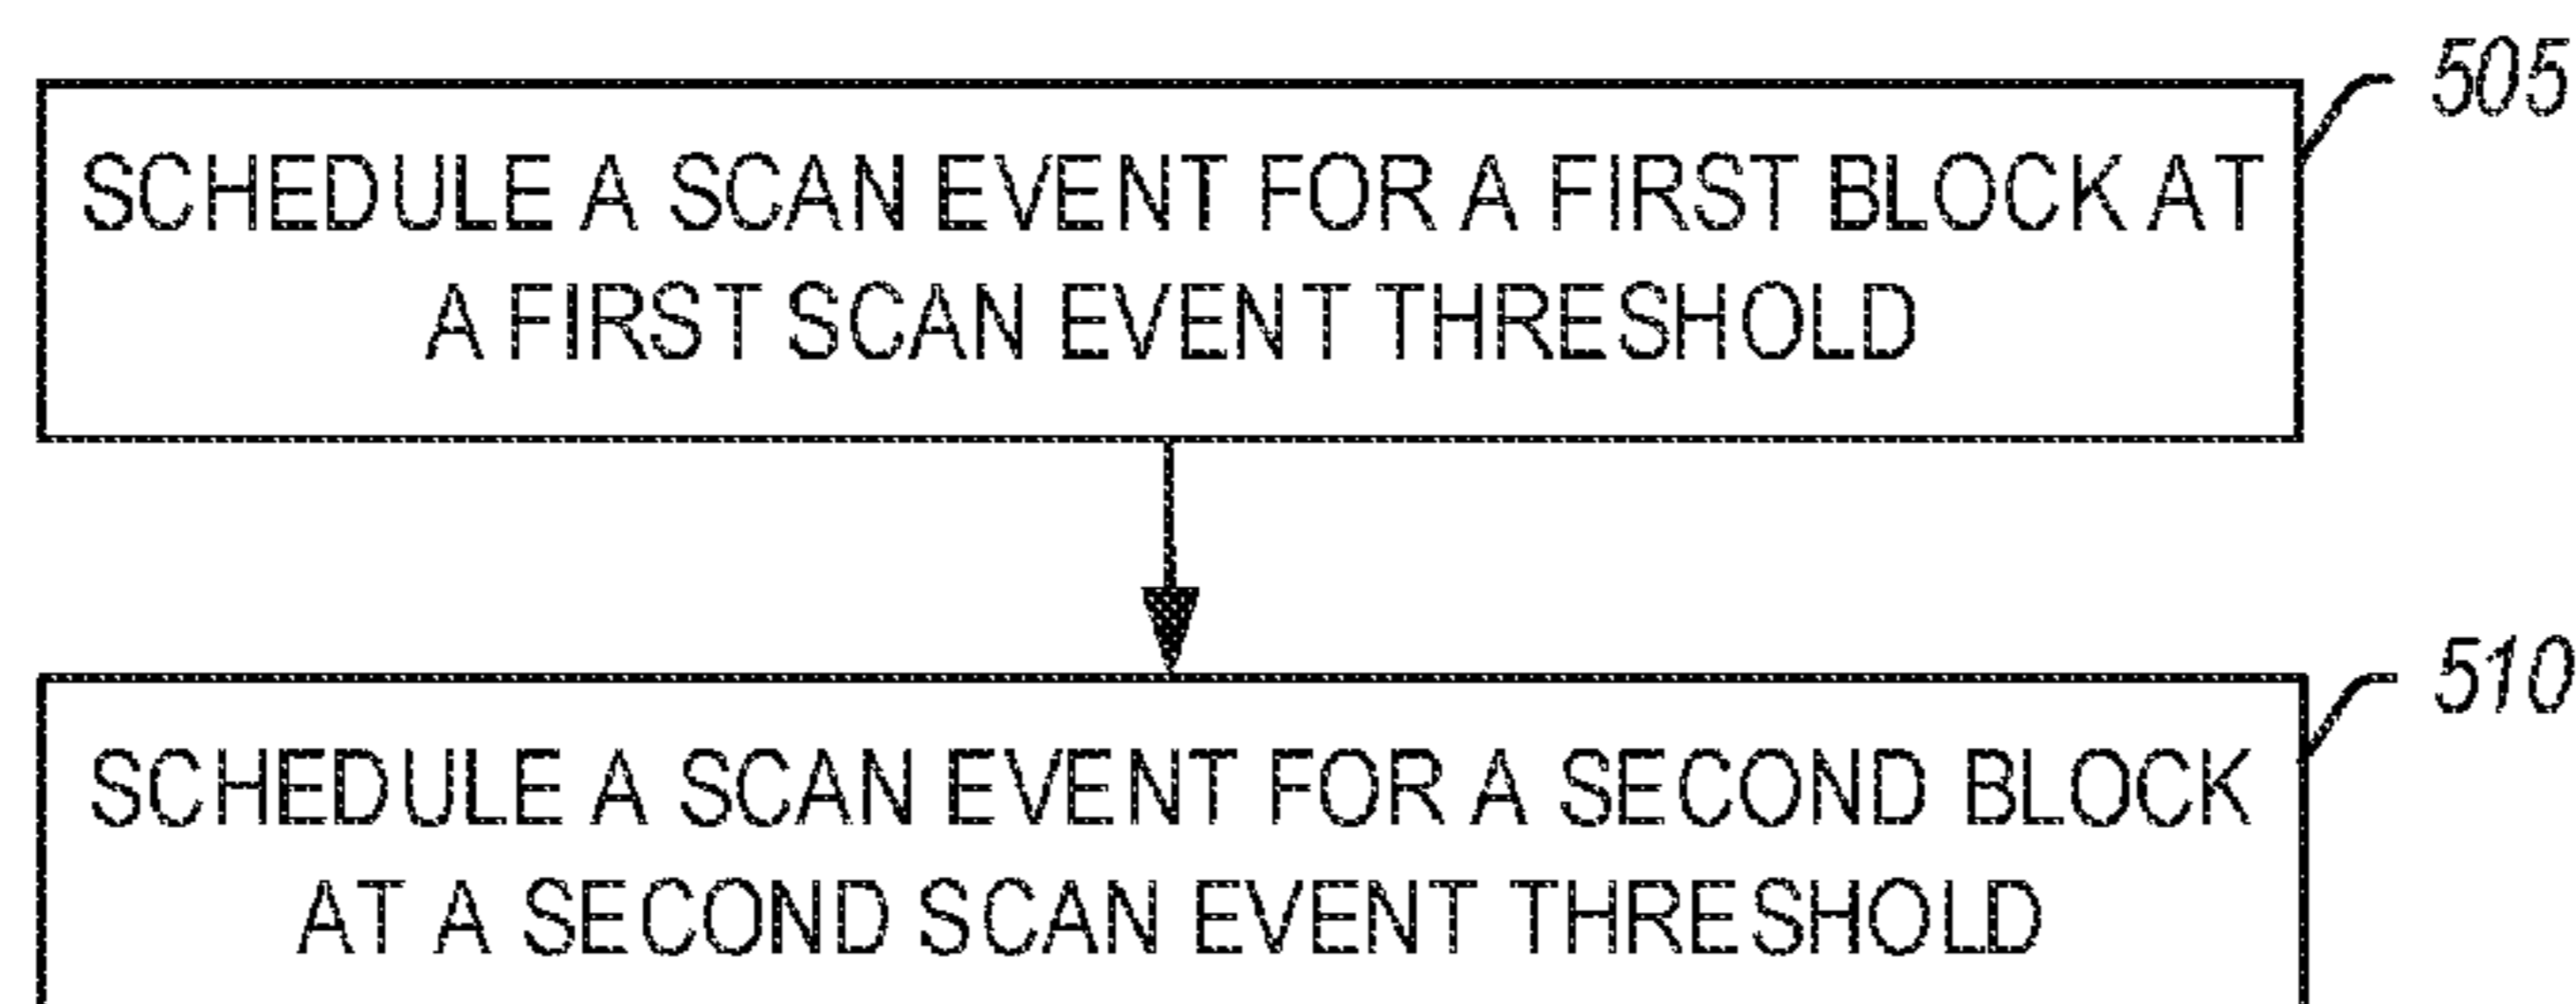 505
SCHEDULE A SCAN EVENT FOR A FIRST BLOCK AT
A FIRST SCAN EVENT THRESHOLD
510
SCHEDULE A SCAN EVENT FOR A SECOND BLOCK
AT A SECOND SCAN EVENT THRESHOLD